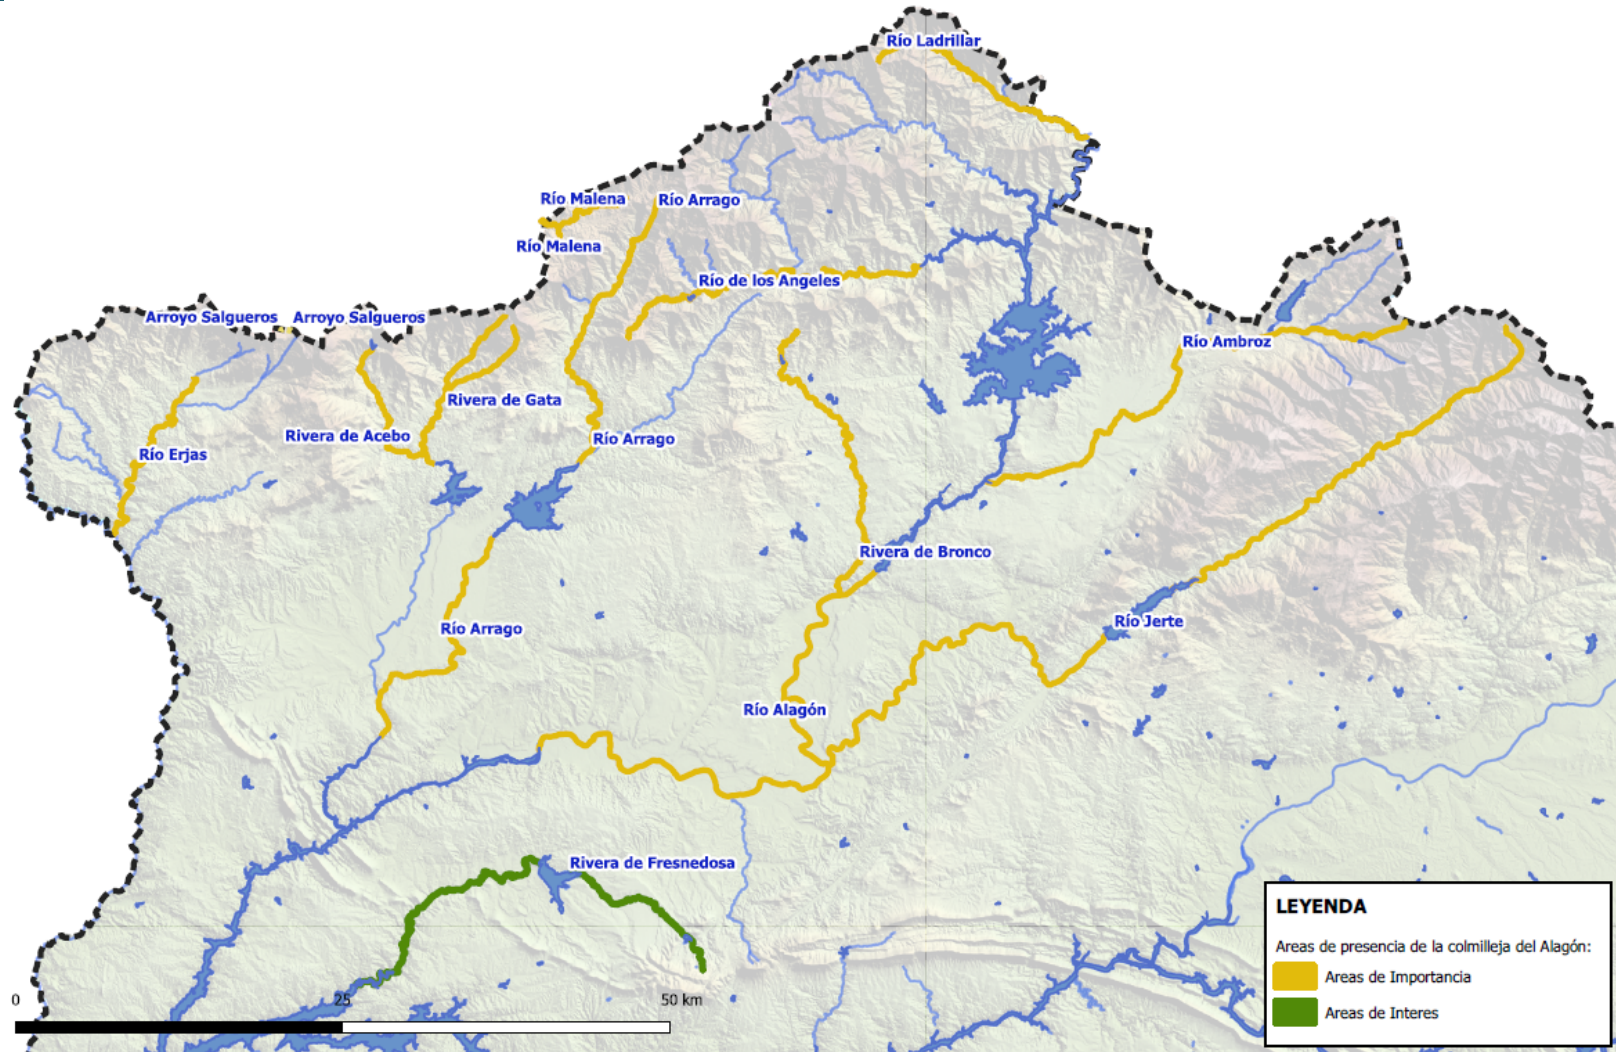 Río Ladrillar
Río Malena
Río Arrago
Río Malena
Río de los Angeles
Arroyo Salgueros
Arroyo Salgueros
Río Ambroz
Rivera de Gata
Rivera de Acebo
Río Arrago
Río Erjas
Rivera de Bronco
Río Jerte
Río Arrago
Río Alagón
Rivera de Fresnedosa
0
25
50 km
LEYENDA
Areas de presencia de la colmilleja del Alagón:
Areas de Importancia
Areas de Interes